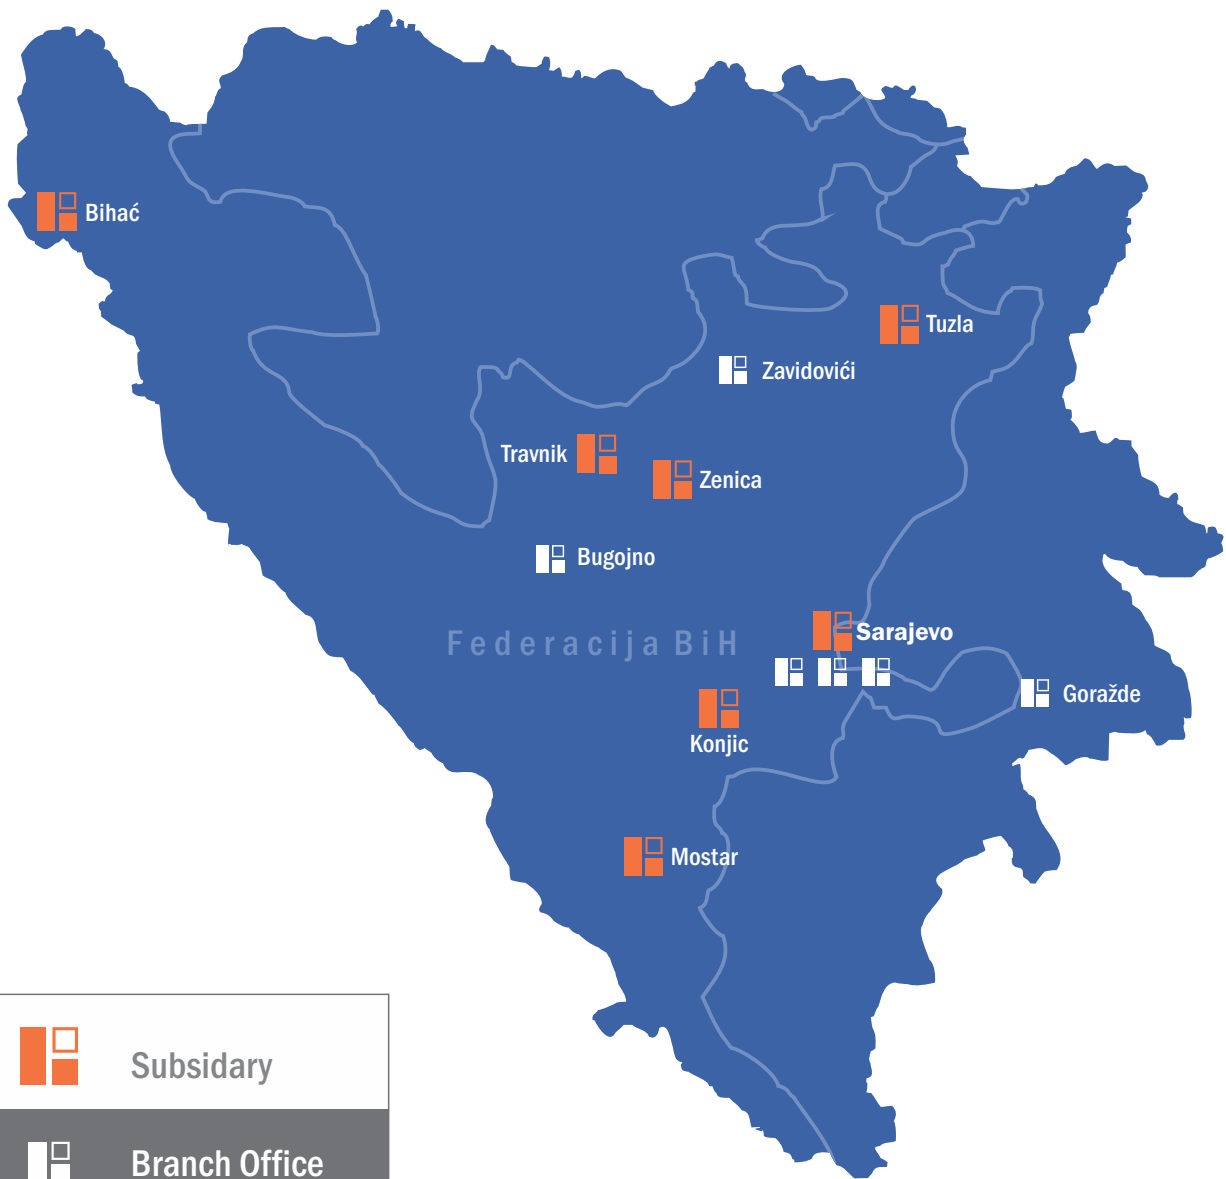 Bihać
Tuzla
Zavidovići
Travnik
Zenica
Bugojno
Federacija BiH
Sarajevo
Goražde
Konjic
Mostar
Subsidary
Branch Office